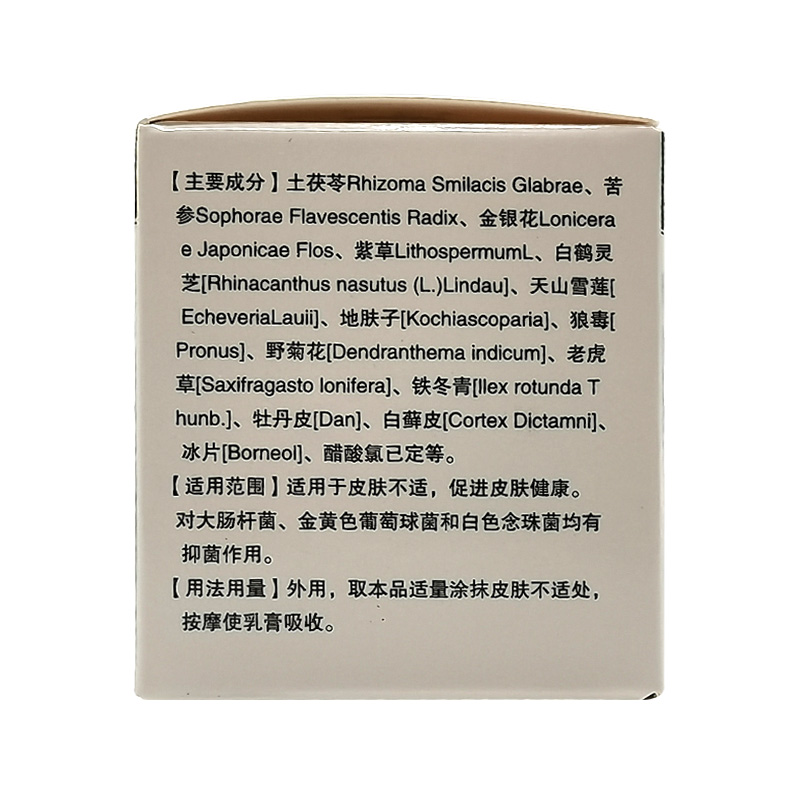 【主要成分】土茯苓Rhizoma Smilacis Glabrae、苦
参Sophorae Flavescentis Radix、金银花Lonicera
e Japonicae Flos、紫草LithospermumL、白鹤灵
芝[Rhinacanthus nasutus (L.)Lindau]、天山雪莲[
EcheveriaLauii]、地肤子[Kochiascoparia]、狼毒[
Pronus]、野菊花[Dendranthema indicum]、老虎
草[Saxifragasto lonifera]、铁冬青[Ilex rotunda T
hunb.]、牡丹皮[Dan]、白藓皮[Cortex Dictamni]、
冰片[Borneol]、醋酸氯已定等。
【适用范围】适用于皮肤不适，促进皮肤健康。
对大肠杆菌、金黄色葡萄球菌和白色念珠菌均有
抑菌作用。
【用法用量】外用，取本品适量涂抹皮肤不适处，
按摩使乳膏吸收。